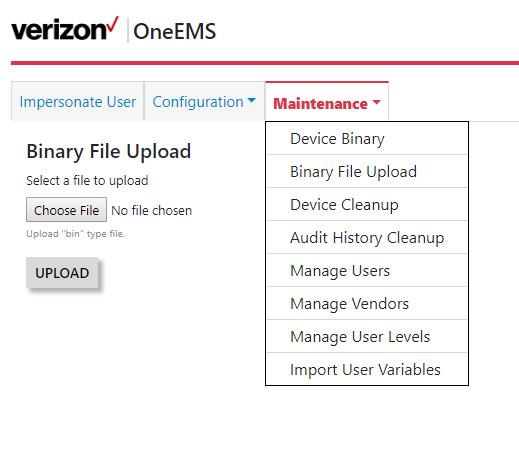 verizon OneEMS
Impersonate User Configuration Maintenance
Binary File Upload
Select a file to upload
Choose File No file chosen
Upload "bin" type file.
UPLOAD
Device Binary
Binary File Upload
Device Cleanup
Audit History Cleanup
Manage Users
Manage Vendors
Manage User Levels
Import User Variables